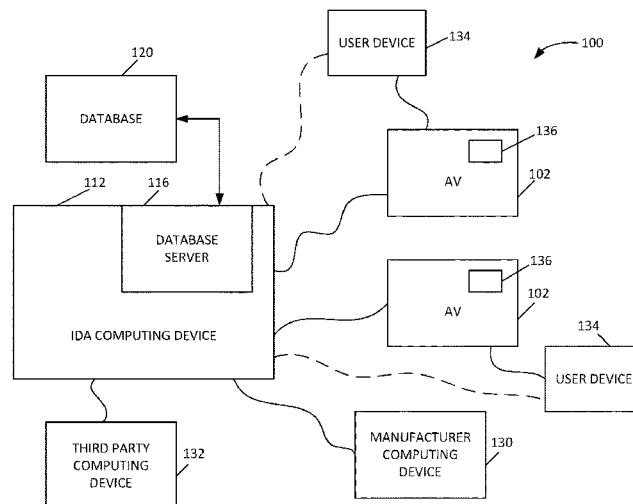 USER DEVICE
134
100
120
DATABASE
136
AV
102
112
116
DATABASE
SERVER
136
AV
102
IDA COMPUTING DEVICE
134
USER DEVICE
THIRD PARTY
COMPUTING
DEVICE
132
MANUFACTURER
COMPUTING
DEVICE
130